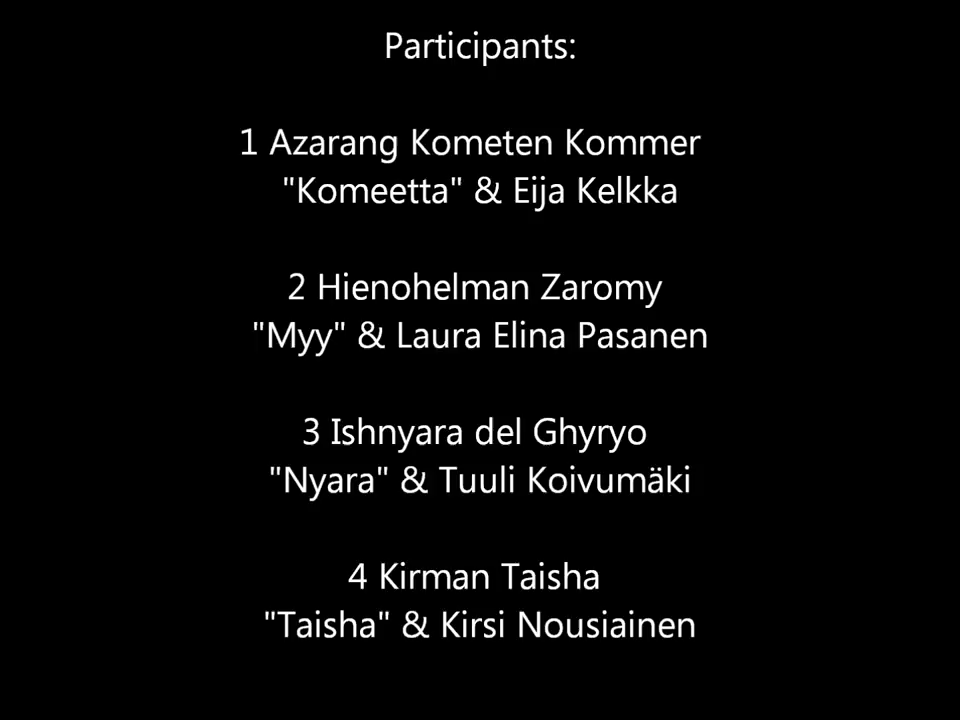 Participants:
1 Azarang Kometen Kommer
"Komeetta" & Eija Kelkka
2 Hienohelman Zaromy
"Myy" & Laura Elina Pasanen
3 Ishnyara del Ghyryo
"Nyara" & Tuuli Koivumäki
4 Kirman Taisha
"Taisha" & Kirsi Nousiainen